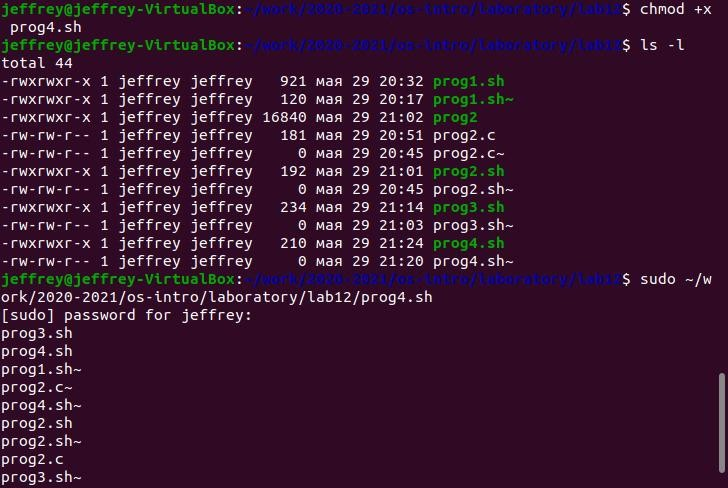 jeffrey@jeffrey-VirtualBox:~/work/2020-2021/os-intro/laboratory/lab12$ chmod +x
 prog4.sh
jeffrey@jeffrey-VirtualBox:~/work/2020-2021/os-intro/laboratory/lab12$ ls -l
total 44
-rwxrwxr-x 1 jeffrey jeffrey   921 мая 29 20:32 prog1.sh
-rwxrwxr-x 1 jeffrey jeffrey   120 мая 29 20:17 prog1.sh~
-rwxrwxr-x 1 jeffrey jeffrey 16840 мая 29 21:02 prog2
-rw-rw-r-- 1 jeffrey jeffrey   181 мая 29 20:51 prog2.c
-rw-rw-r-- 1 jeffrey jeffrey     0 мая 29 20:45 prog2.c~
-rwxrwxr-x 1 jeffrey jeffrey   192 мая 29 21:01 prog2.sh
-rw-rw-r-- 1 jeffrey jeffrey     0 мая 29 20:45 prog2.sh~
-rwxrwxr-x 1 jeffrey jeffrey   234 мая 29 21:14 prog3.sh
-rw-rw-r-- 1 jeffrey jeffrey     0 мая 29 21:03 prog3.sh~
-rwxrwxr-x 1 jeffrey jeffrey   210 мая 29 21:24 prog4.sh
-rw-rw-r-- 1 jeffrey jeffrey     0 мая 29 21:20 prog4.sh~
jeffrey@jeffrey-VirtualBox:~/work/2020-2021/os-intro/laboratory/lab12$ sudo ~/w
ork/2020-2021/os-intro/laboratory/lab12/prog4.sh
[sudo] password for jeffrey:
prog3.sh
prog4.sh
prog1.sh~
prog2.c~
prog4.sh~
prog2.sh
prog2.sh~
prog2.c
prog3.sh~